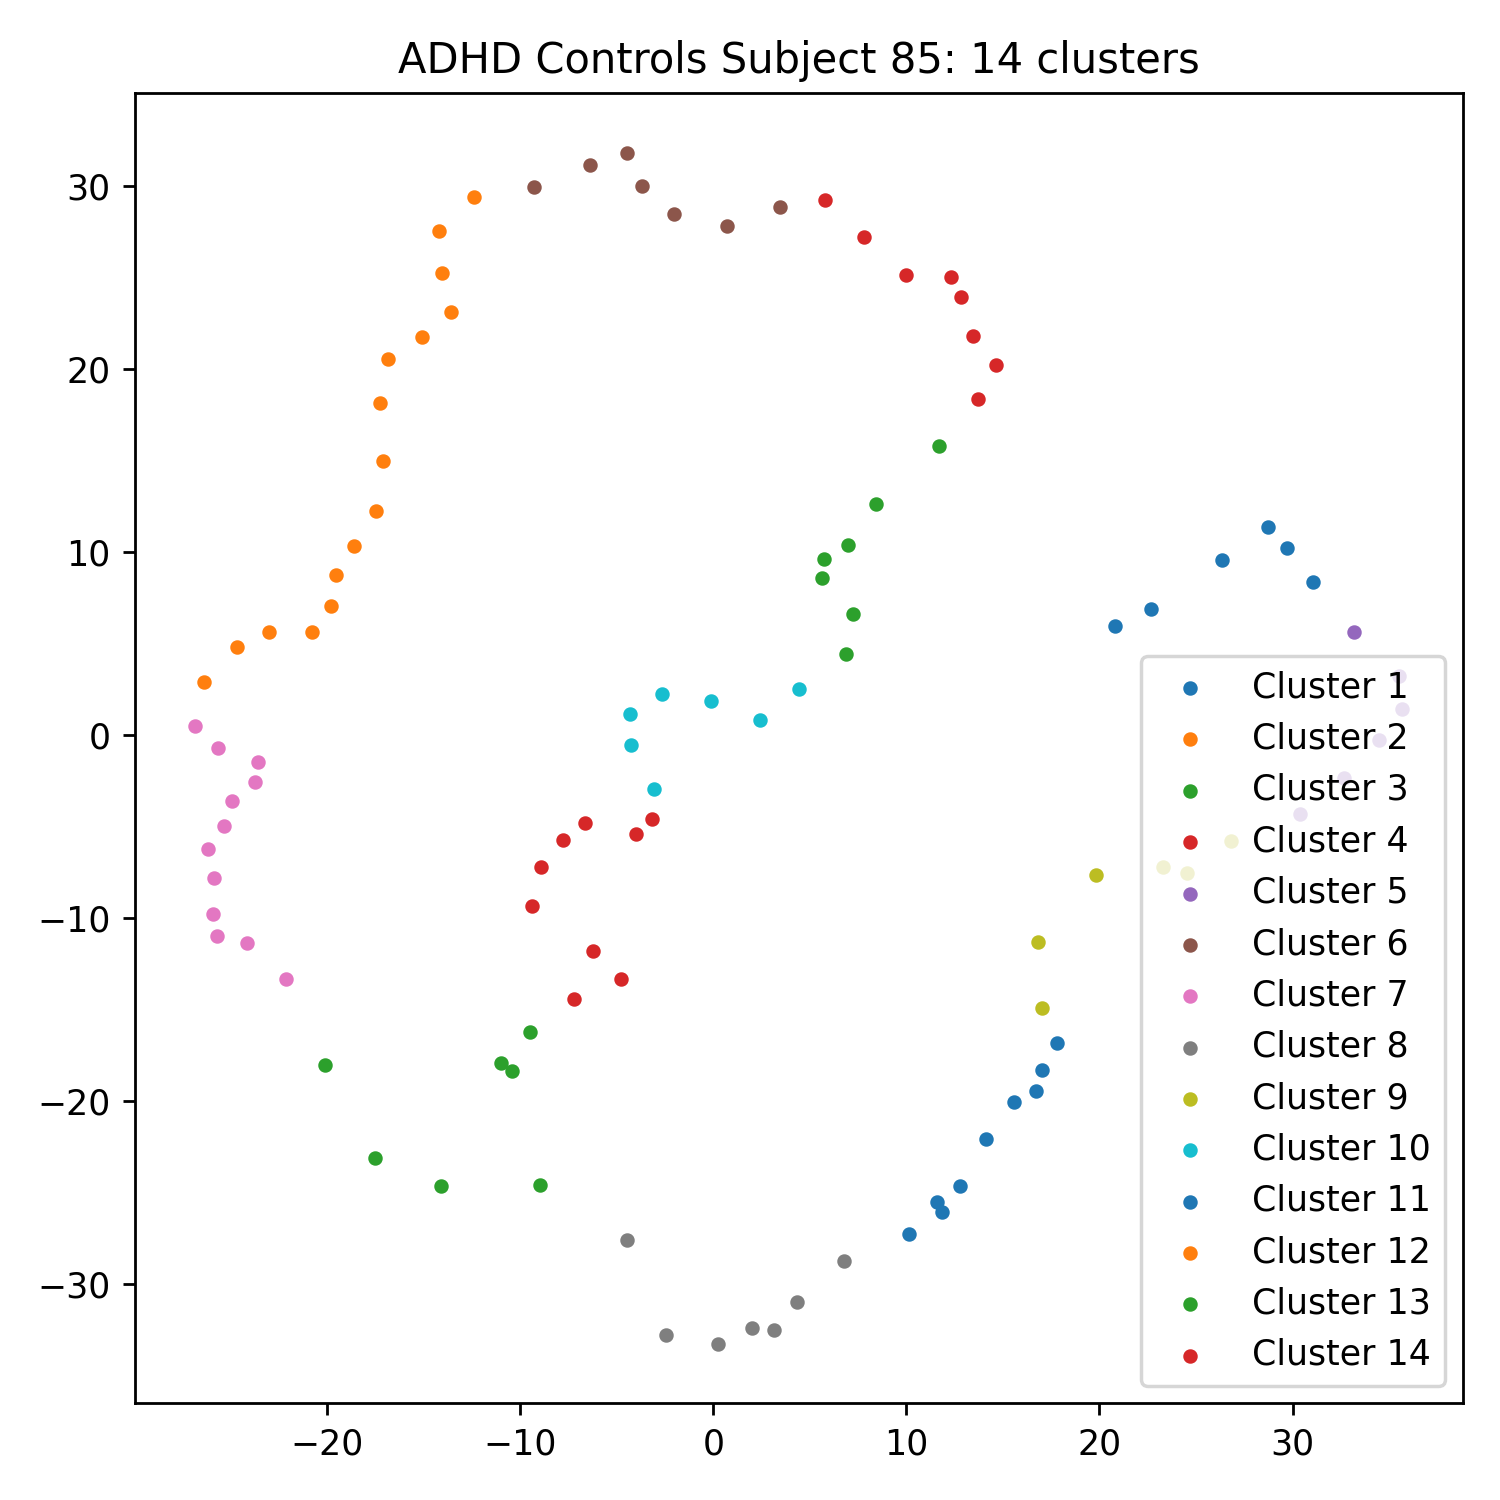 ADHD Controls Subject 85: 14 clusters
30
20
10
0
−10
−20
−30
−20
−10
0
10
20
30
Cluster 1
Cluster 2
Cluster 3
Cluster 4
Cluster 5
Cluster 6
Cluster 7
Cluster 8
Cluster 9
Cluster 10
Cluster 11
Cluster 12
Cluster 13
Cluster 14